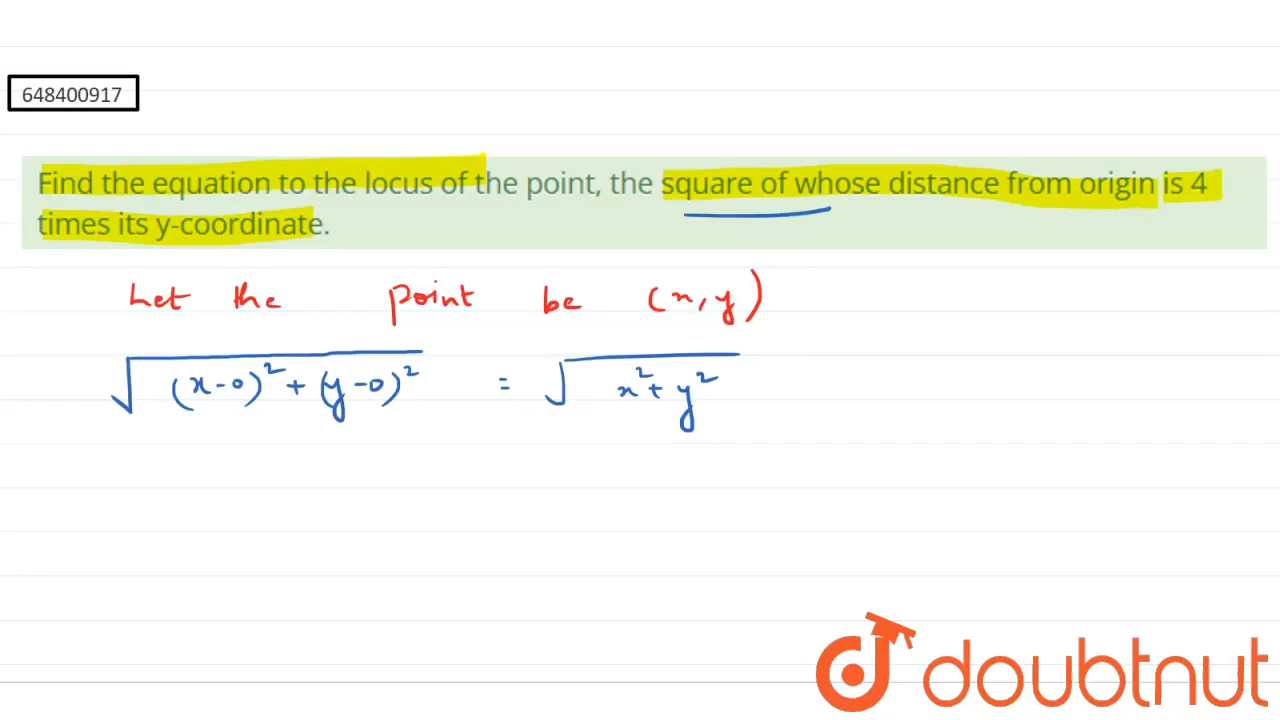 648400917
Find the equation to the locus of the point, the square of whose distance from origin is 4
times its y-coordinate.
Let the point be (x, y)
√((x-0)² + (y-0)²) = √(x² + y²)
doubtnut